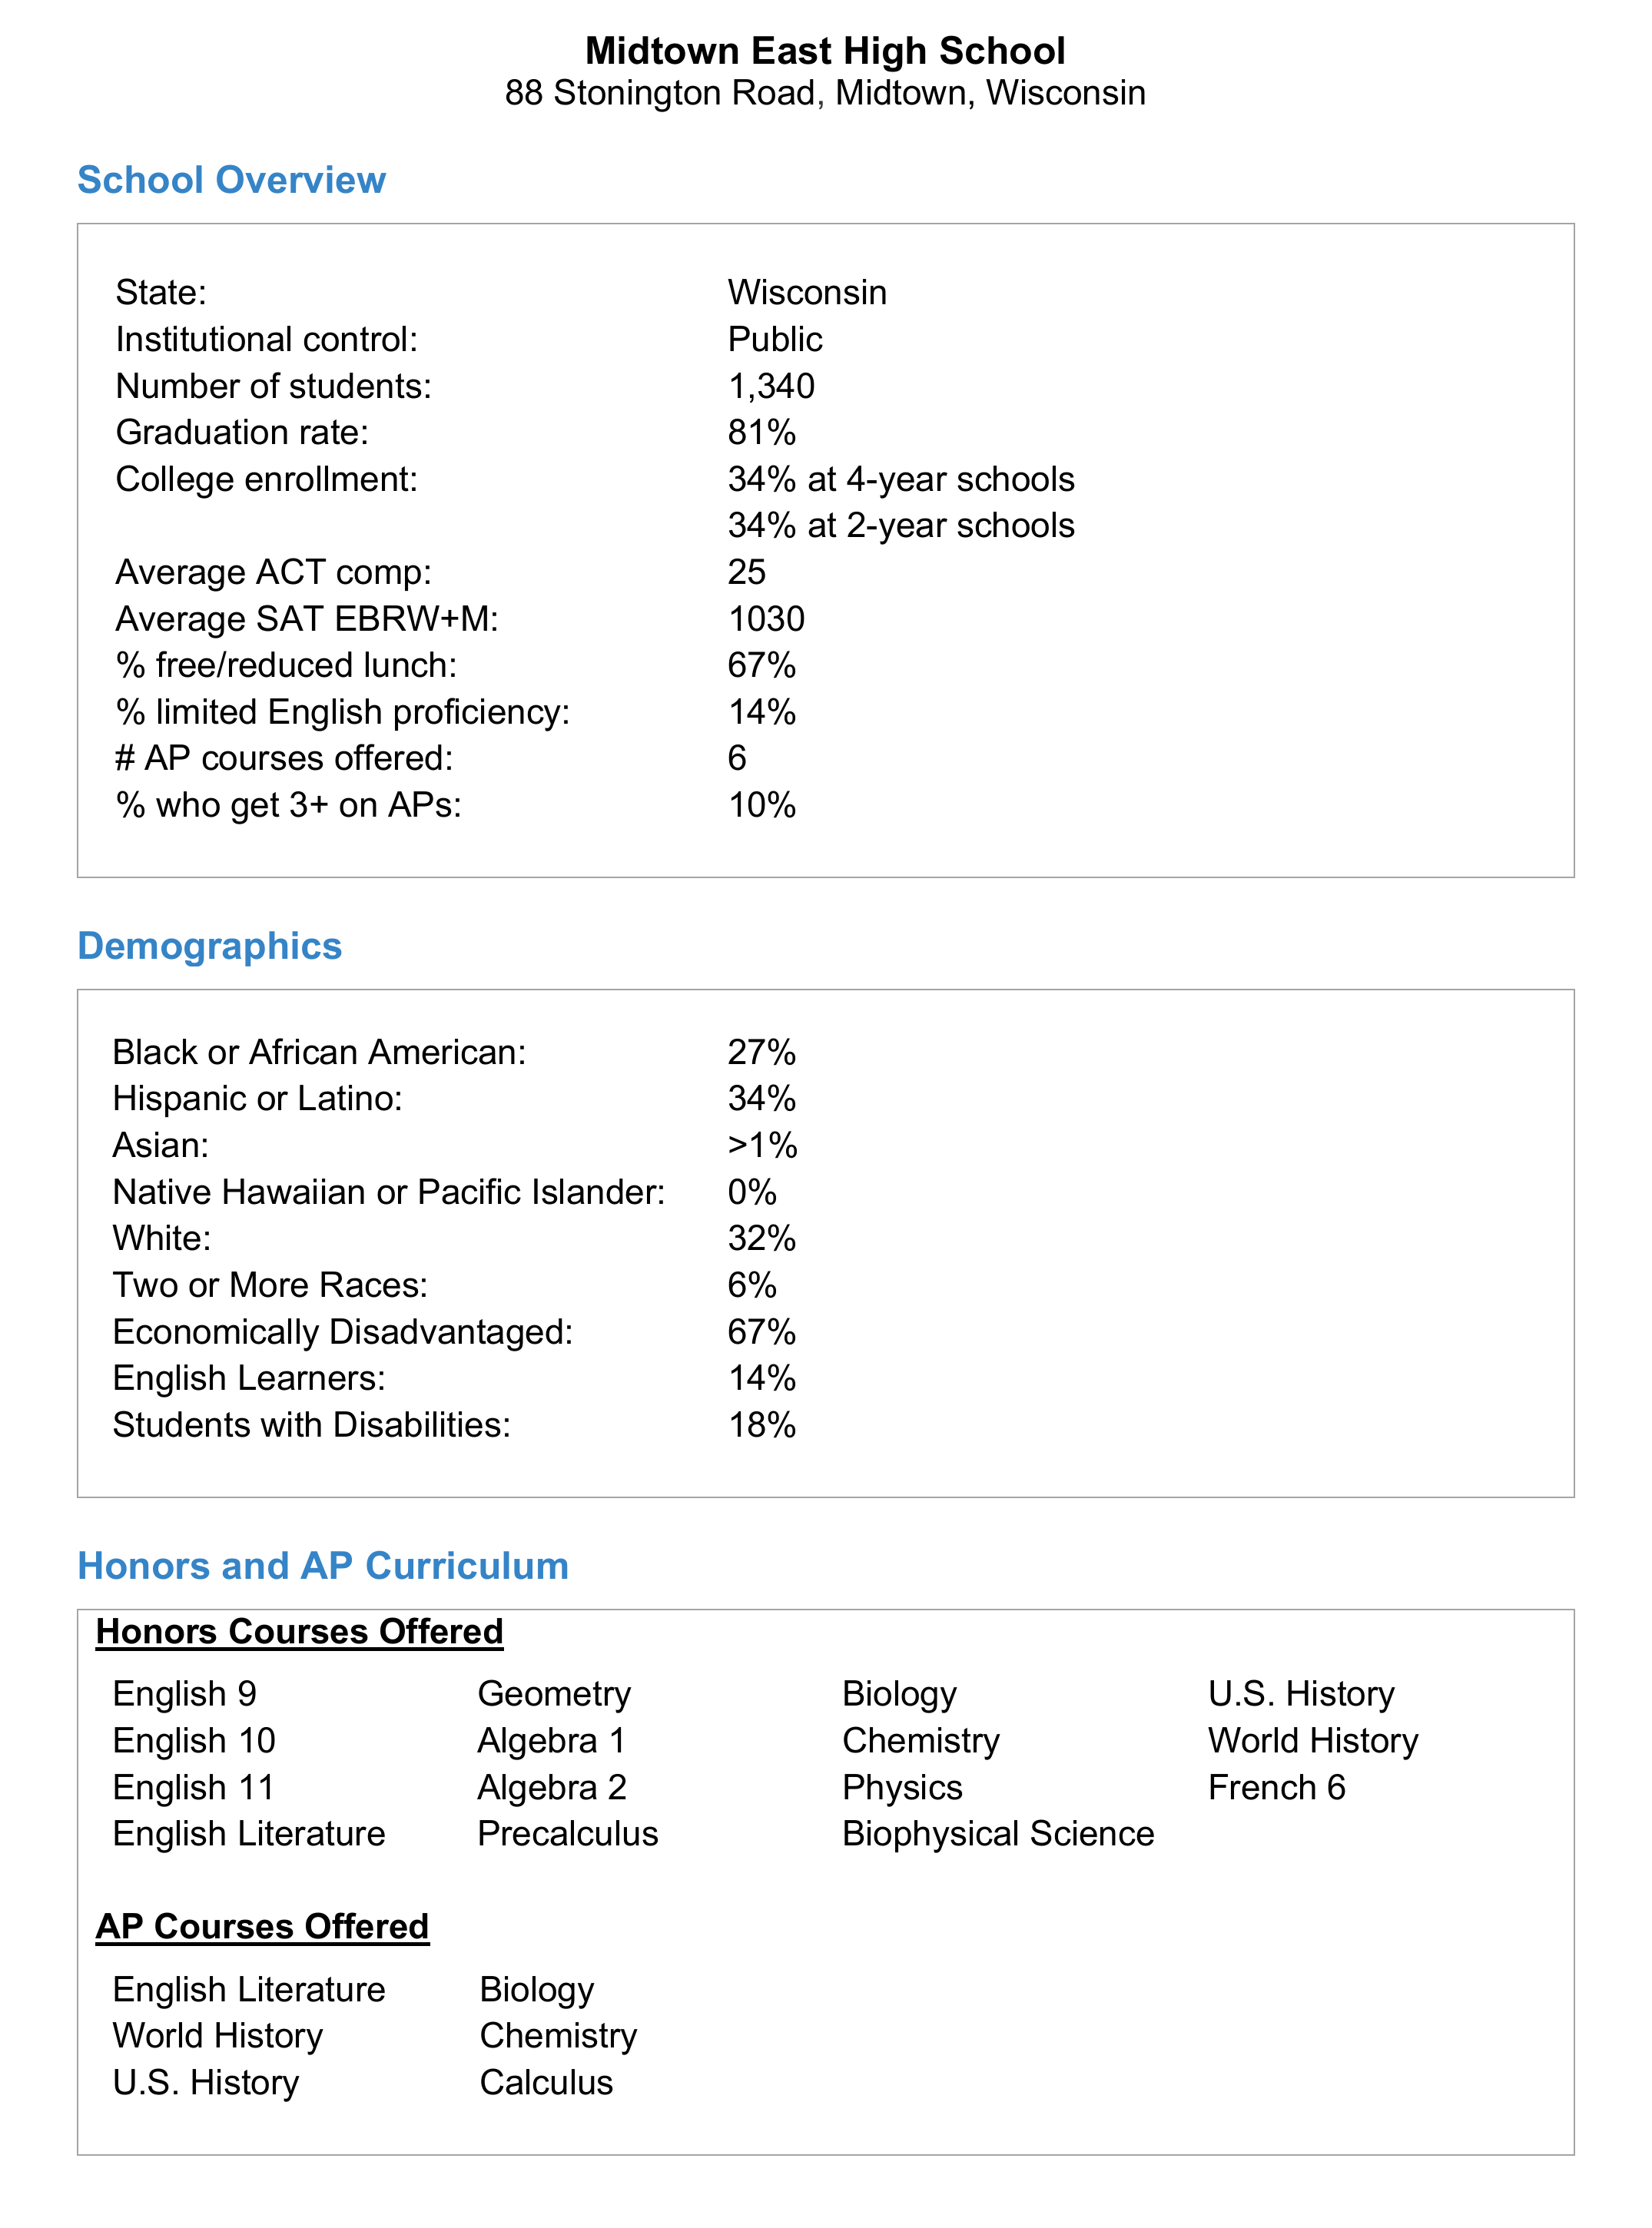 Midtown East High School
88 Stonington Road, Midtown, Wisconsin
School Overview
State: Wisconsin
Institutional control: Public
Number of students: 1,340
Graduation rate: 81%
College enrollment: 34% at 4-year schools
34% at 2-year schools
Average ACT comp: 25
Average SAT EBRW+M: 1030
% free/reduced lunch: 67%
% limited English proficiency: 14%
# AP courses offered: 6
% who get 3+ on APs: 10%
Demographics
Black or African American: 27%
Hispanic or Latino: 34%
Asian: >1%
Native Hawaiian or Pacific Islander: 0%
White: 32%
Two or More Races: 6%
Economically Disadvantaged: 67%
English Learners: 14%
Students with Disabilities: 18%
Honors and AP Curriculum
Honors Courses Offered
English 9 Geometry Biology U.S. History
English 10 Algebra 1 Chemistry World History
English 11 Algebra 2 Physics French 6
English Literature Precalculus Biophysical Science
AP Courses Offered
English Literature Biology
World History Chemistry
U.S. History Calculus